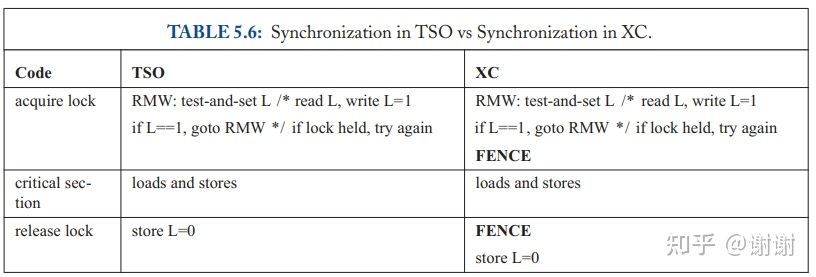 TABLE 5.6: Synchronization in TSO vs Synchronization in XC.
Code TSO XC
acquire lock RMW: test-and-set L /* read L, write L=1 RMW: test-and-set L /* read L, write L=1
if L==1, goto RMW */ if lock held, try again if L==1, goto RMW */ if lock held, try again
FENCE
critical sec- loads and stores loads and stores
tion
release lock store L=0 FENCE
store L=0
知乎 @谢谢